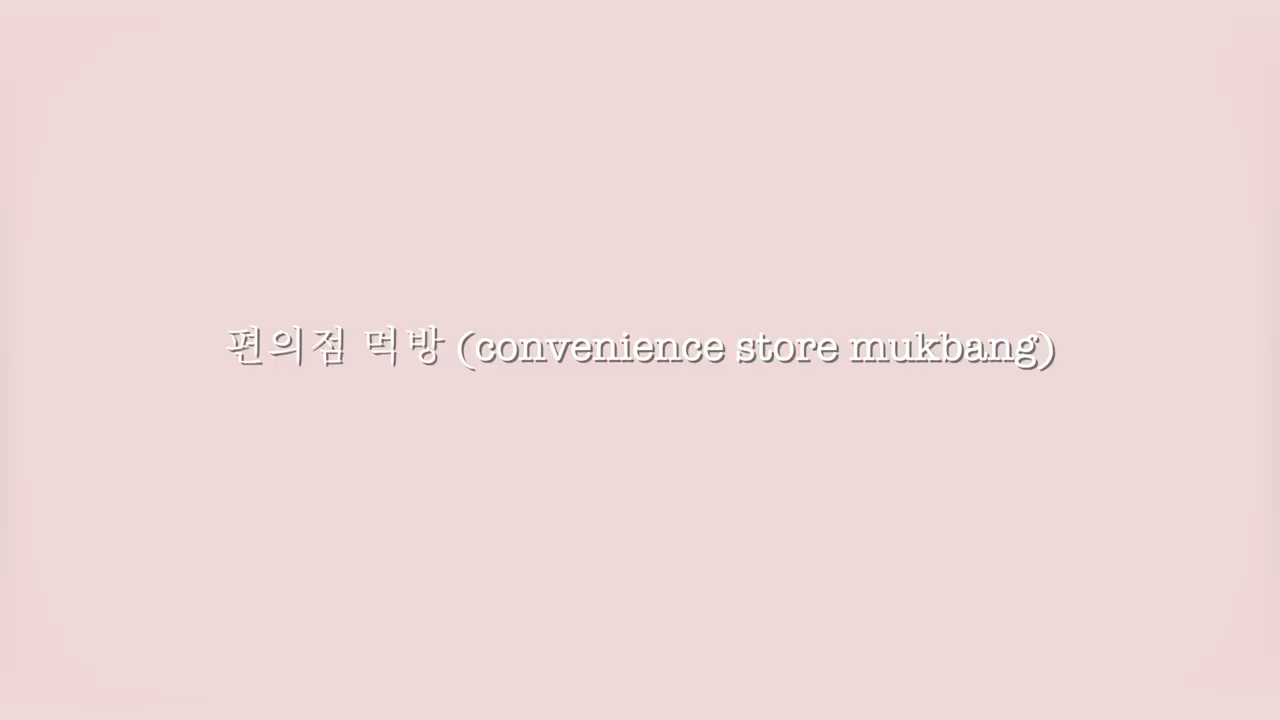 편의점 먹방 (convenience store mukbang)